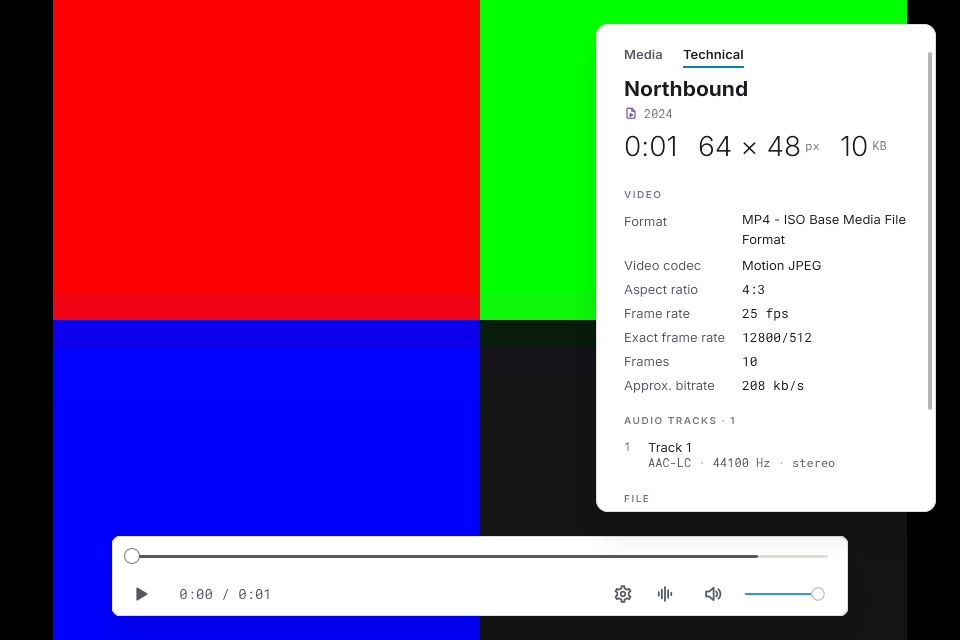 Media Technical
Northbound
2024
0:01 64 × 48 px 10 KB
VIDEO
Format MP4 - ISO Base Media File
Format
Video codec Motion JPEG
Aspect ratio 4:3
Frame rate 25 fps
Exact frame rate 12800/512
Frames 10
Approx. bitrate 208 kb/s
AUDIO TRACKS · 1
1 Track 1
AAC-LC · 44100 Hz · stereo
FILE
0:00 / 0:01